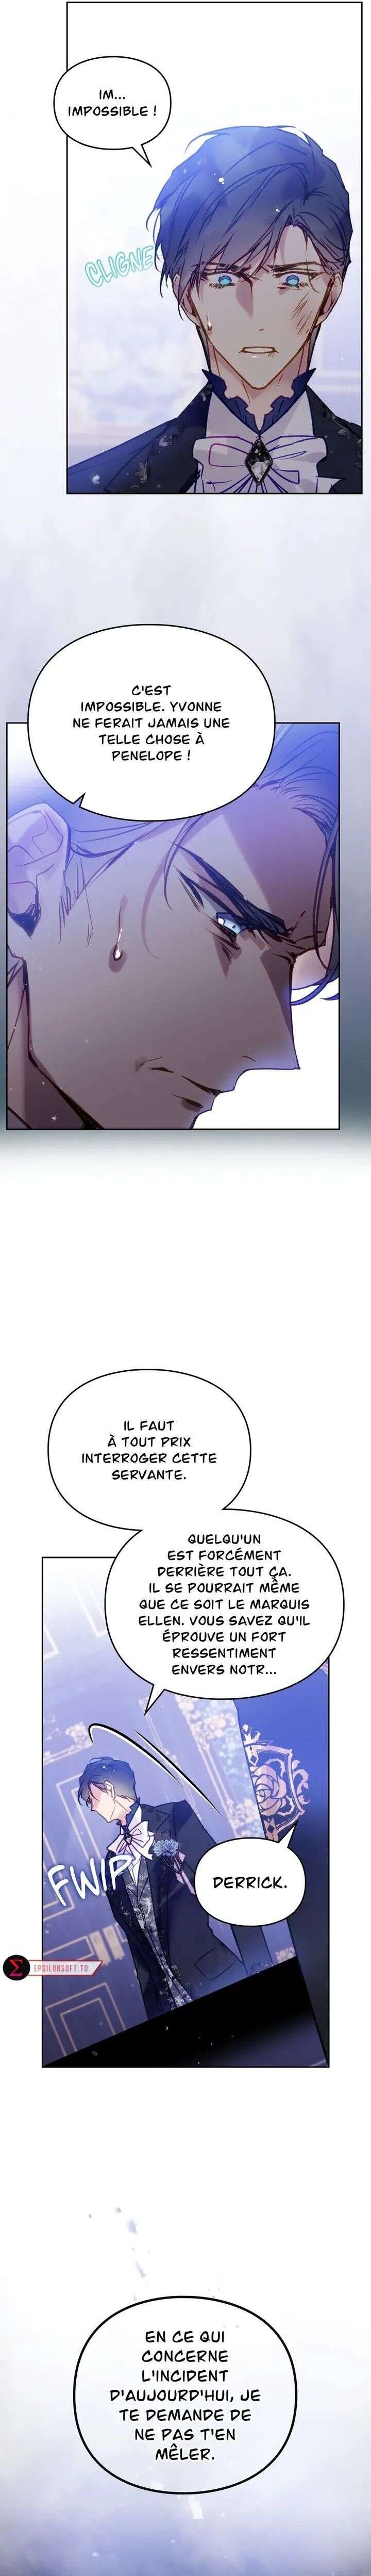 IM...
IMPOSSIBLE !
CLIGNE
C'EST
IMPOSSIBLE. YVONNE
NE FERAIT JAMAIS UNE
TELLE CHOSE À
PENELOPE !
IL FAUT
À TOUT PRIX
INTERROGER CETTE
SERVANTE.
QUELQU'UN
EST FORCÉMENT
DERRIÈRE TOUT ÇA.
IL SE POURRAIT MÊME
QUE CE SOIT LE MARQUIS
ELLEN. VOUS SAVEZ QU'IL
ÉPROUVE UN FORT
RESSENTIMENT
ENVERS NOTR...
FWIP
DERRICK.
EPSILONSOFT.TO
EN CE QUI
CONCERNE
L'INCIDENT
D'AUJOURD'HUI, JE
TE DEMANDE DE
NE PAS T'EN
MÊLER.